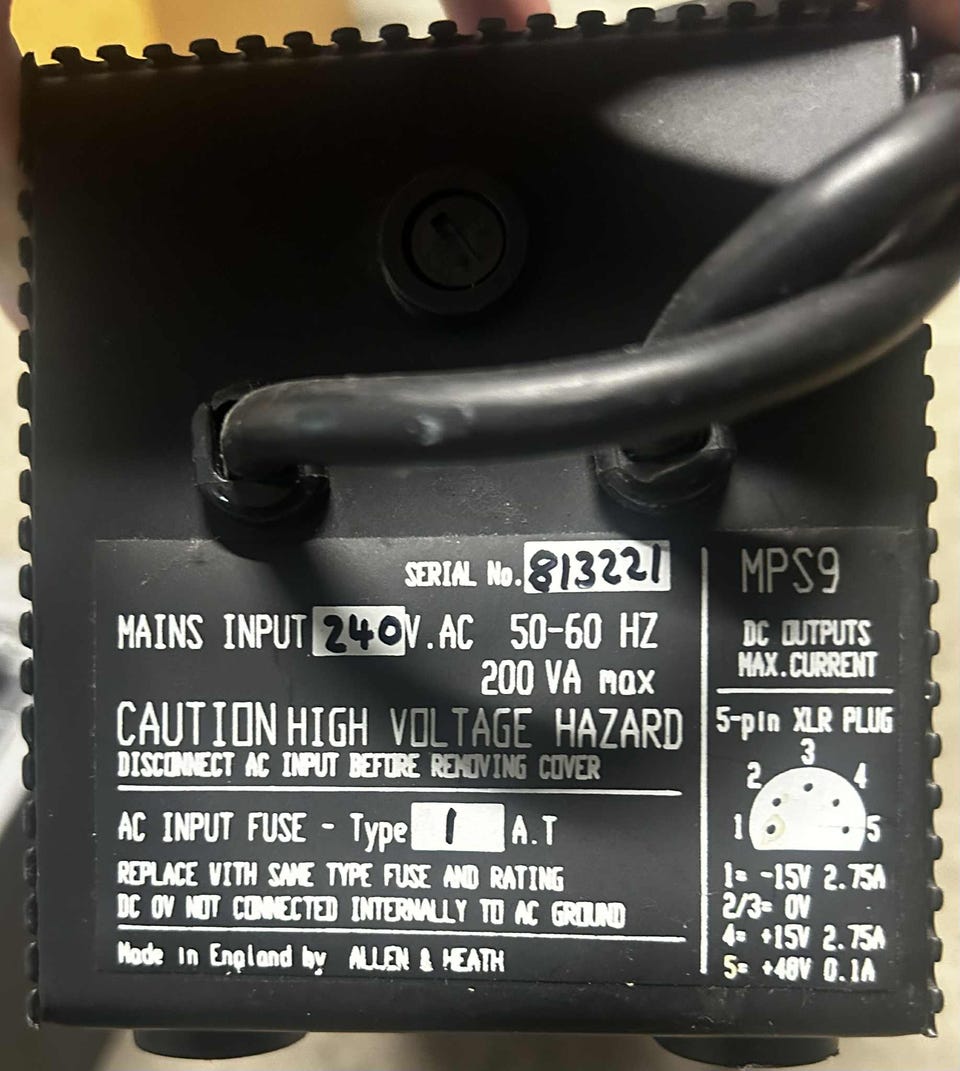 SERIAL No. 813221
MAINS INPUT 240 V.AC 50-60 HZ
200 VA max
CAUTION HIGH VOLTAGE HAZARD
DISCONNECT AC INPUT BEFORE REMOVING COVER
AC INPUT FUSE - Type 1 A.T
REPLACE WITH SAME TYPE FUSE AND RATING
DC 0V NOT CONNECTED INTERNALLY TO AC GROUND
Made in England by ALLEN & HEATH
MPS9
DC OUTPUTS
MAX.CURRENT
5-pin XLR PLUG
3
2 4
1 5
1= -15V 2.75A
2/3= 0V
4= +15V 2.75A
5= +48V 0.1A